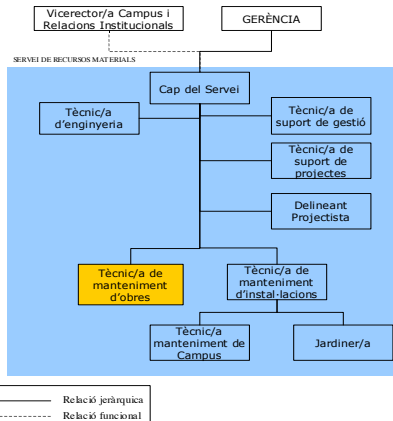 Vicerector/a Campus i
Relacions Institucionals
GERÈNCIA
SERVEI DE RECURSOS MATERIALS
Cap del Servei
Tècnic/a
d'enginyeria
Tècnic/a de
suport de gestió
Tècnic/a de
suport de
projectes
Delineant
Projectista
Tècnic/a de
manteniment
d'obres
Tècnic/a de
manteniment
d'instal·lacions
Tècnic/a
manteniment de
Campus
Jardiner/a
Relació jeràrquica
Relació funcional